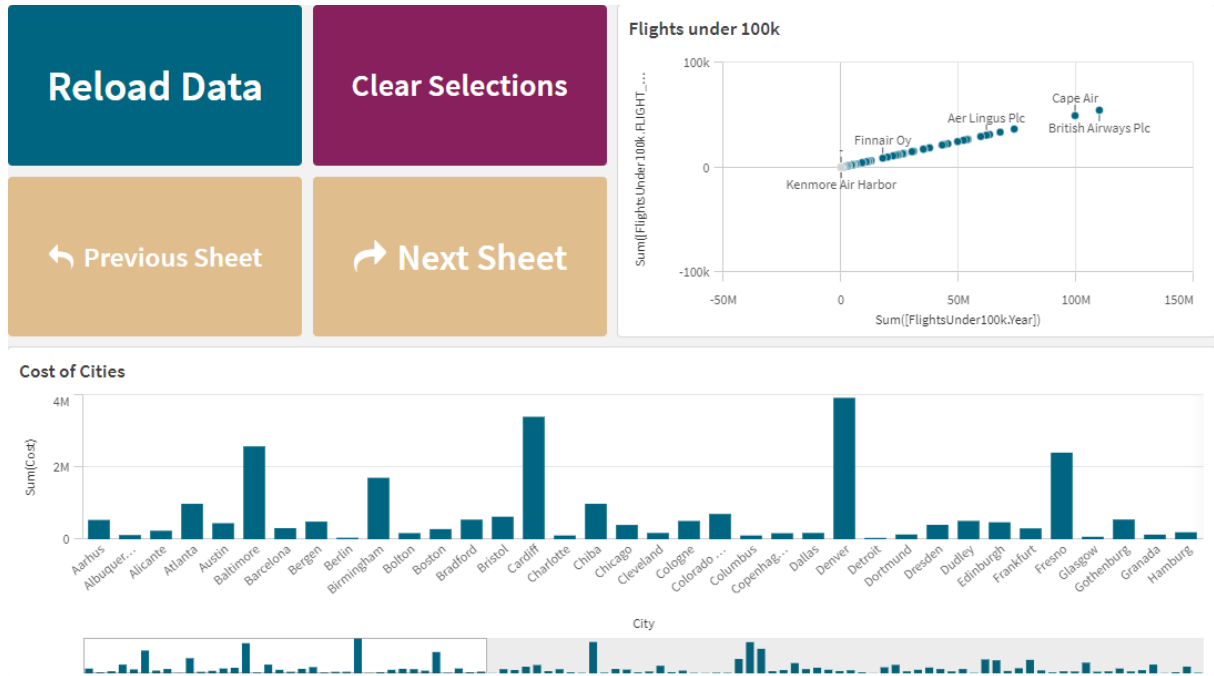 Reload Data
Clear Selections
Previous Sheet
Next Sheet
Flights under 100k
Sum([FlightsUnder100k.FLIGHT_…
100k
0
-100k
Cape Air
British Airways Plc
Aer Lingus Plc
Finnair Oy
Kenmore Air Harbor
-50M
0
50M
100M
150M
Sum([FlightsUnder100k.Year])
Cost of Cities
Sum(Cost)
4M
2M
0
Aarhus
Albuquer…
Alicante
Atlanta
Austin
Baltimore
Barcelona
Bergen
Berlin
Birmingham
Bolton
Boston
Bradford
Bristol
Cardiff
Charlotte
Chiba
Chicago
Cleveland
Cologne
Colorado …
Columbus
Copenhag…
Dallas
Denver
Detroit
Dortmund
Dresden
Dudley
Edinburgh
Frankfurt
Fresno
Glasgow
Gothenburg
Granada
Hamburg
City